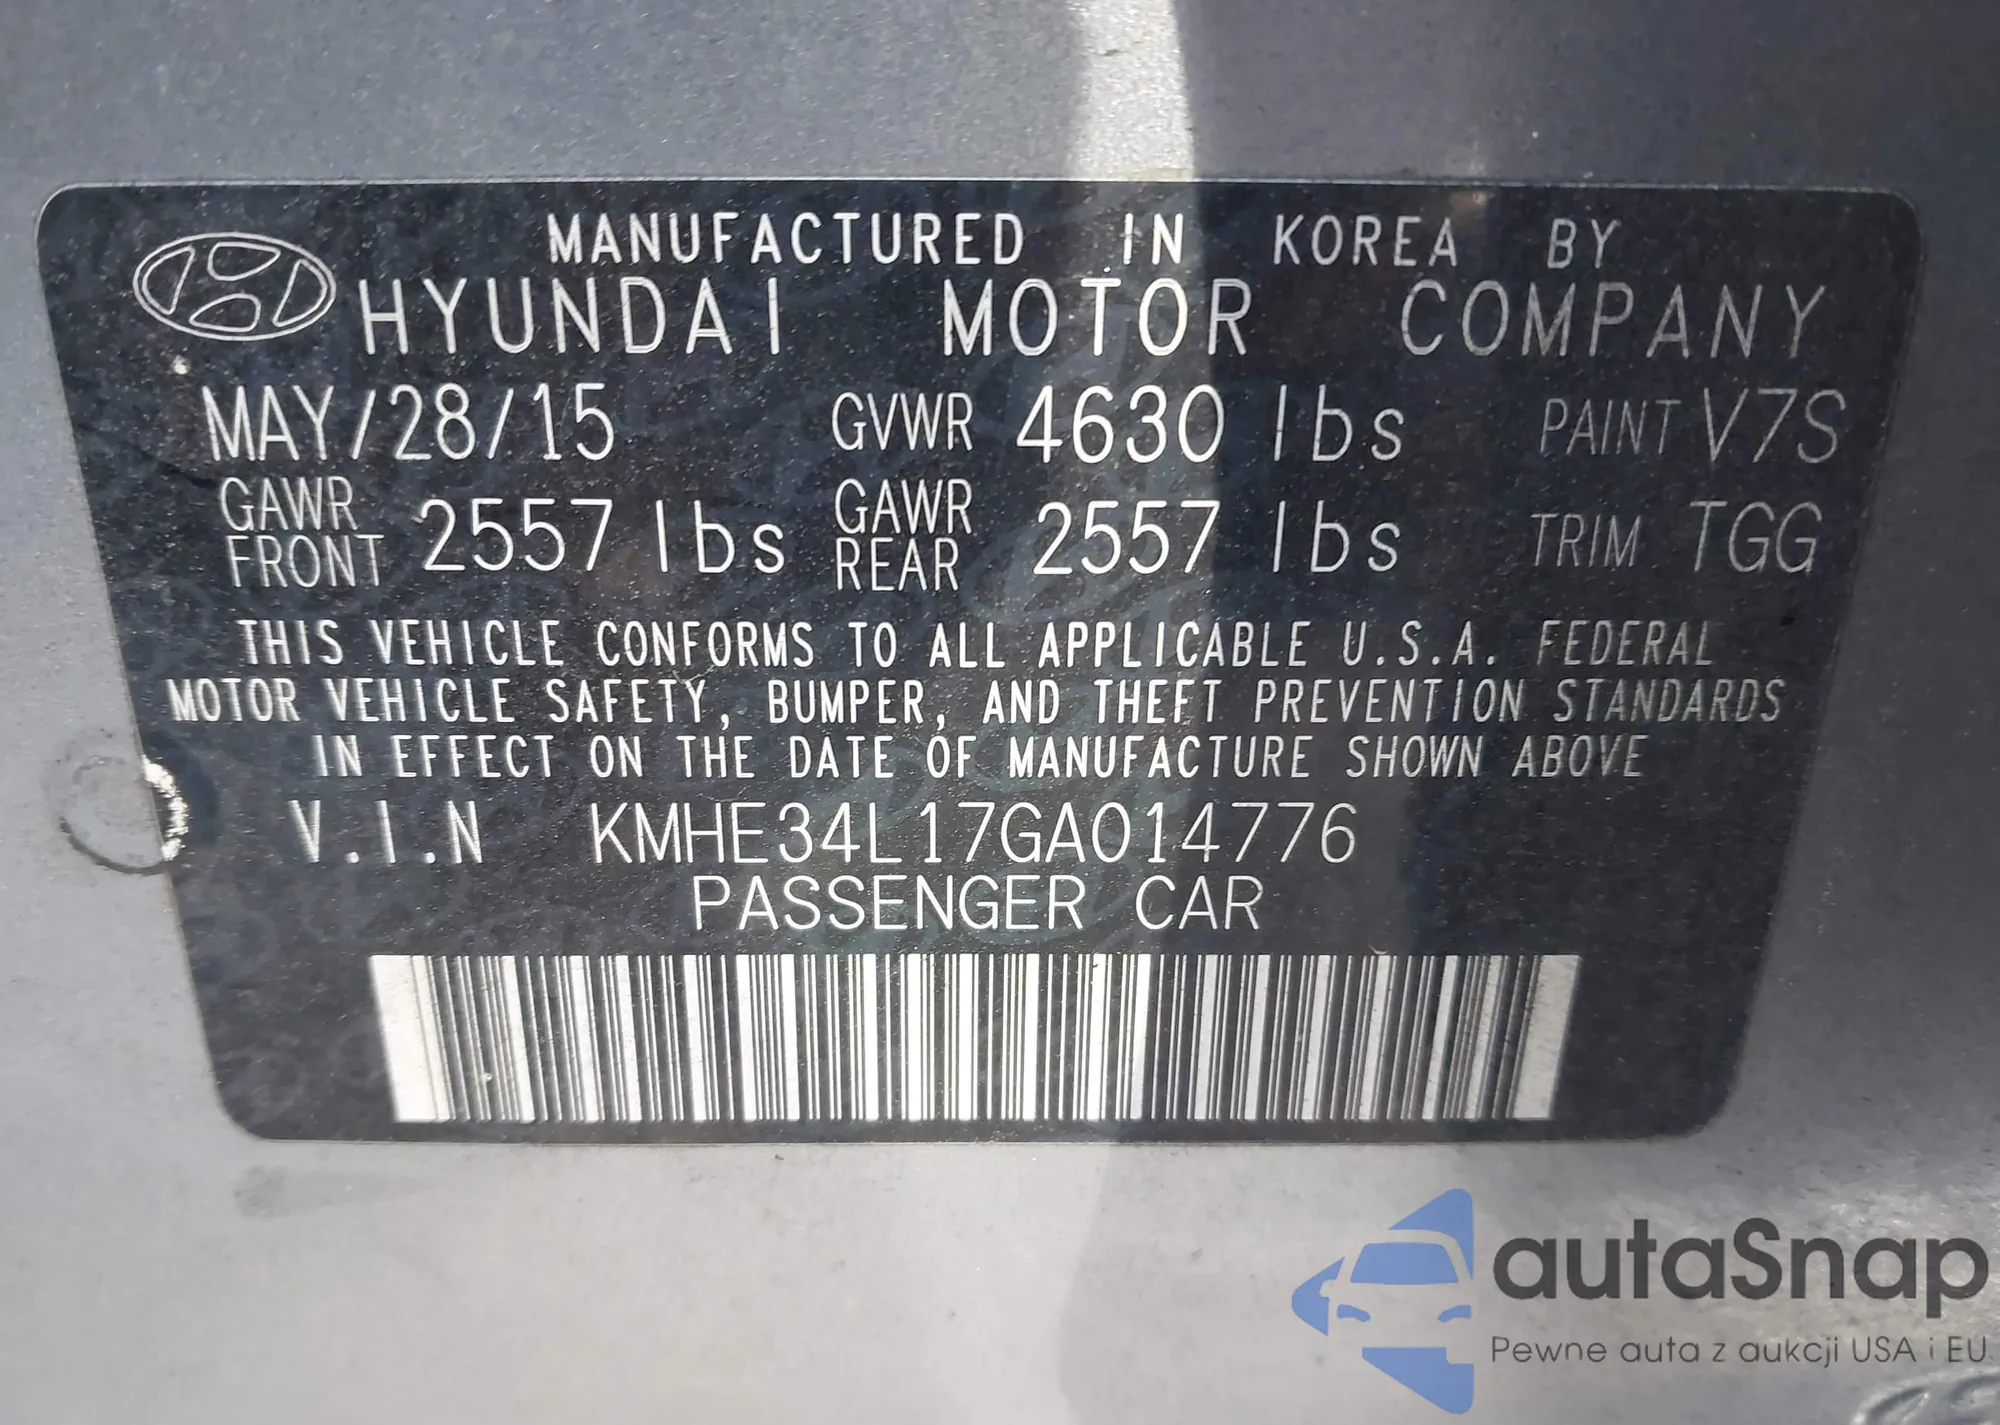 MANUFACTURED IN KOREA BY
HYUNDAI MOTOR COMPANY
MAY/28/15 GVWR 4630 lbs PAINT V7S
GAWR FRONT 2557 lbs GAWR REAR 2557 lbs TRIM TGG
THIS VEHICLE CONFORMS TO ALL APPLICABLE U.S.A. FEDERAL
MOTOR VEHICLE SAFETY, BUMPER, AND THEFT PREVENTION STANDARDS
IN EFFECT ON THE DATE OF MANUFACTURE SHOWN ABOVE
V.I.N KMHE34L17GA014776
PASSENGER CAR
autaSnap
Pewne auta z aukcji USA i EU